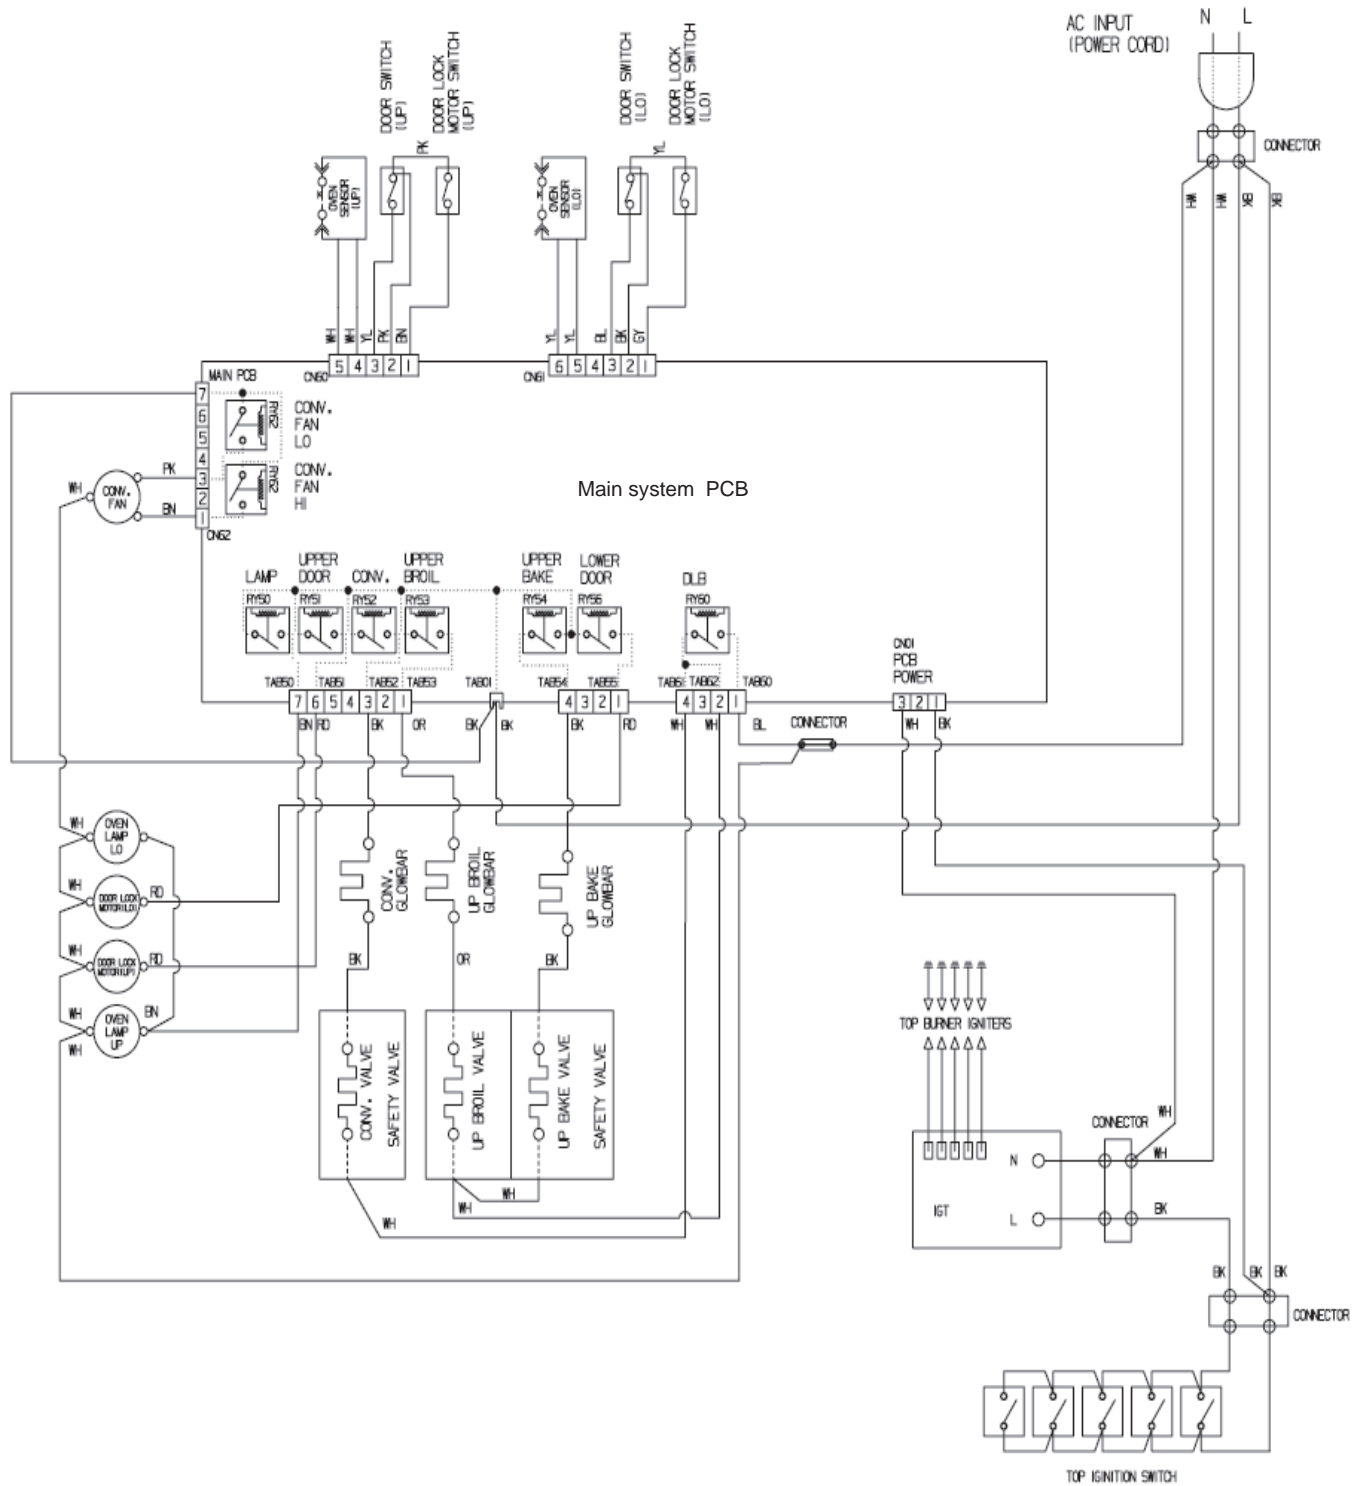 AC INPUT
(POWER CORD)
N L
CONNECTOR
WH WH BK BK
DOOR SWITCH
(UP)
DOOR LOCK
MOTOR SWITCH
(UP)
DOOR SWITCH
(LO)
DOOR LOCK
MOTOR SWITCH
(LO)
PK
YL
OVEN
SENSOR
(UP)
OVEN
SENSOR
(LO)
WH WH YL PK BN
YL YL BL BK GY
CN60
5 4 3 2 1
CN61
6 5 4 3 2 1
MAIN PCB
7
6
5
4
3
2
1
CN62
RY62
CONV.
FAN
LO
RY62
CONV.
FAN
HI
Main system PCB
WH
CONV.
FAN
PK
BN
LAMP
UPPER
DOOR
CONV.
UPPER
BROIL
UPPER
BAKE
LOWER
DOOR
DLB
RY50 RY51 RY52 RY53 RY54 RY56 RY60
CN01
PCB
POWER
TAB50 TAB51 TAB52 TAB53 TAB01 TAB54 TAB55 TAB61 TAB62 TAB60
7 6 5 4 3 2 1
4 3 2 1
4 3 2 1
3 2 1
BN RD BK OR BK BK BK RD WH WH BL
WH BK
CONNECTOR
WH
OVEN
LAMP
LO
WH
DOOR LOCK
MOTOR(LO)
RD
WH
DOOR LOCK
MOTOR(UP)
RD
WH
OVEN
LAMP
UP
BN
WH
CONV.
GLOWBAR
UP BROIL
GLOWBAR
UP BAKE
GLOWBAR
BK
OR
BK
CONV. VALVE
SAFETY VALVE
UP BROIL VALVE
UP BAKE VALVE
SAFETY VALVE
WH
WH
WH
TOP BURNER IGNITERS
CONNECTOR
WH
WH
BK
N
L
IGT
BK BK BK
CONNECTOR
TOP IGINITION SWITCH